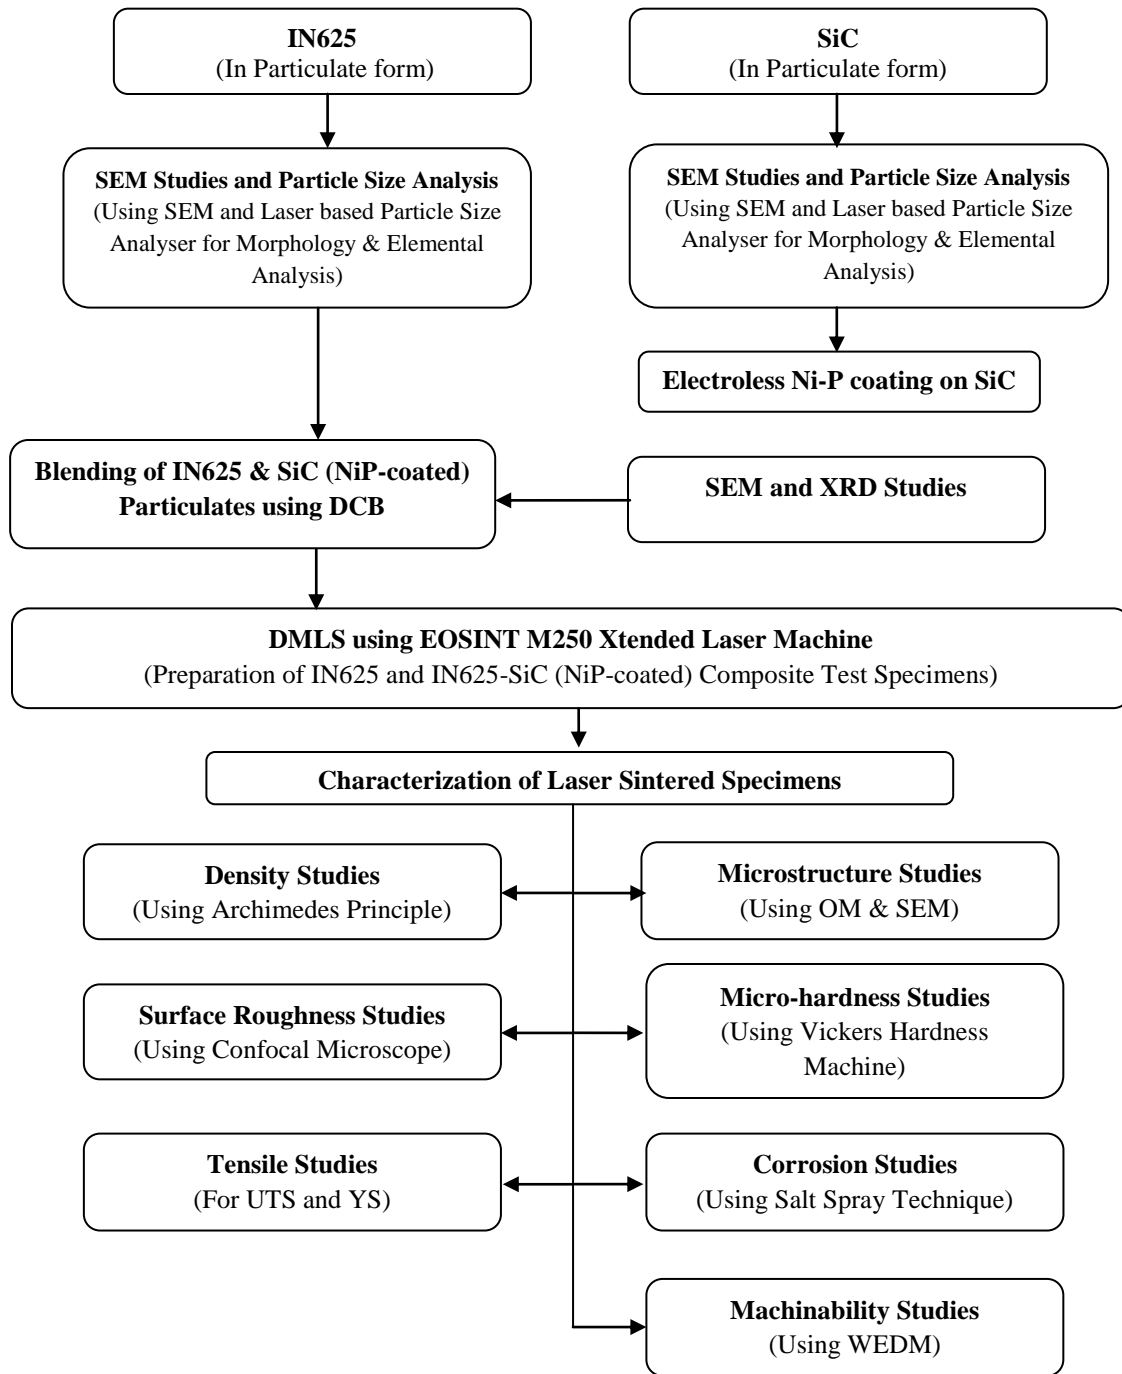 IN625
(In Particulate form)
SiC
(In Particulate form)
SEM Studies and Particle Size Analysis
(Using SEM and Laser based Particle Size
Analyser for Morphology & Elemental
Analysis)
SEM Studies and Particle Size Analysis
(Using SEM and Laser based Particle Size
Analyser for Morphology & Elemental
Analysis)
Electroless Ni-P coating on SiC
Blending of IN625 & SiC (NiP-coated)
Particulates using DCB
SEM and XRD Studies
DMLS using EOSINT M250 Xtended Laser Machine
(Preparation of IN625 and IN625-SiC (NiP-coated) Composite Test Specimens)
Characterization of Laser Sintered Specimens
Density Studies
(Using Archimedes Principle)
Microstructure Studies
(Using OM & SEM)
Surface Roughness Studies
(Using Confocal Microscope)
Micro-hardness Studies
(Using Vickers Hardness
Machine)
Tensile Studies
(For UTS and YS)
Corrosion Studies
(Using Salt Spray Technique)
Machinability Studies
(Using WEDM)